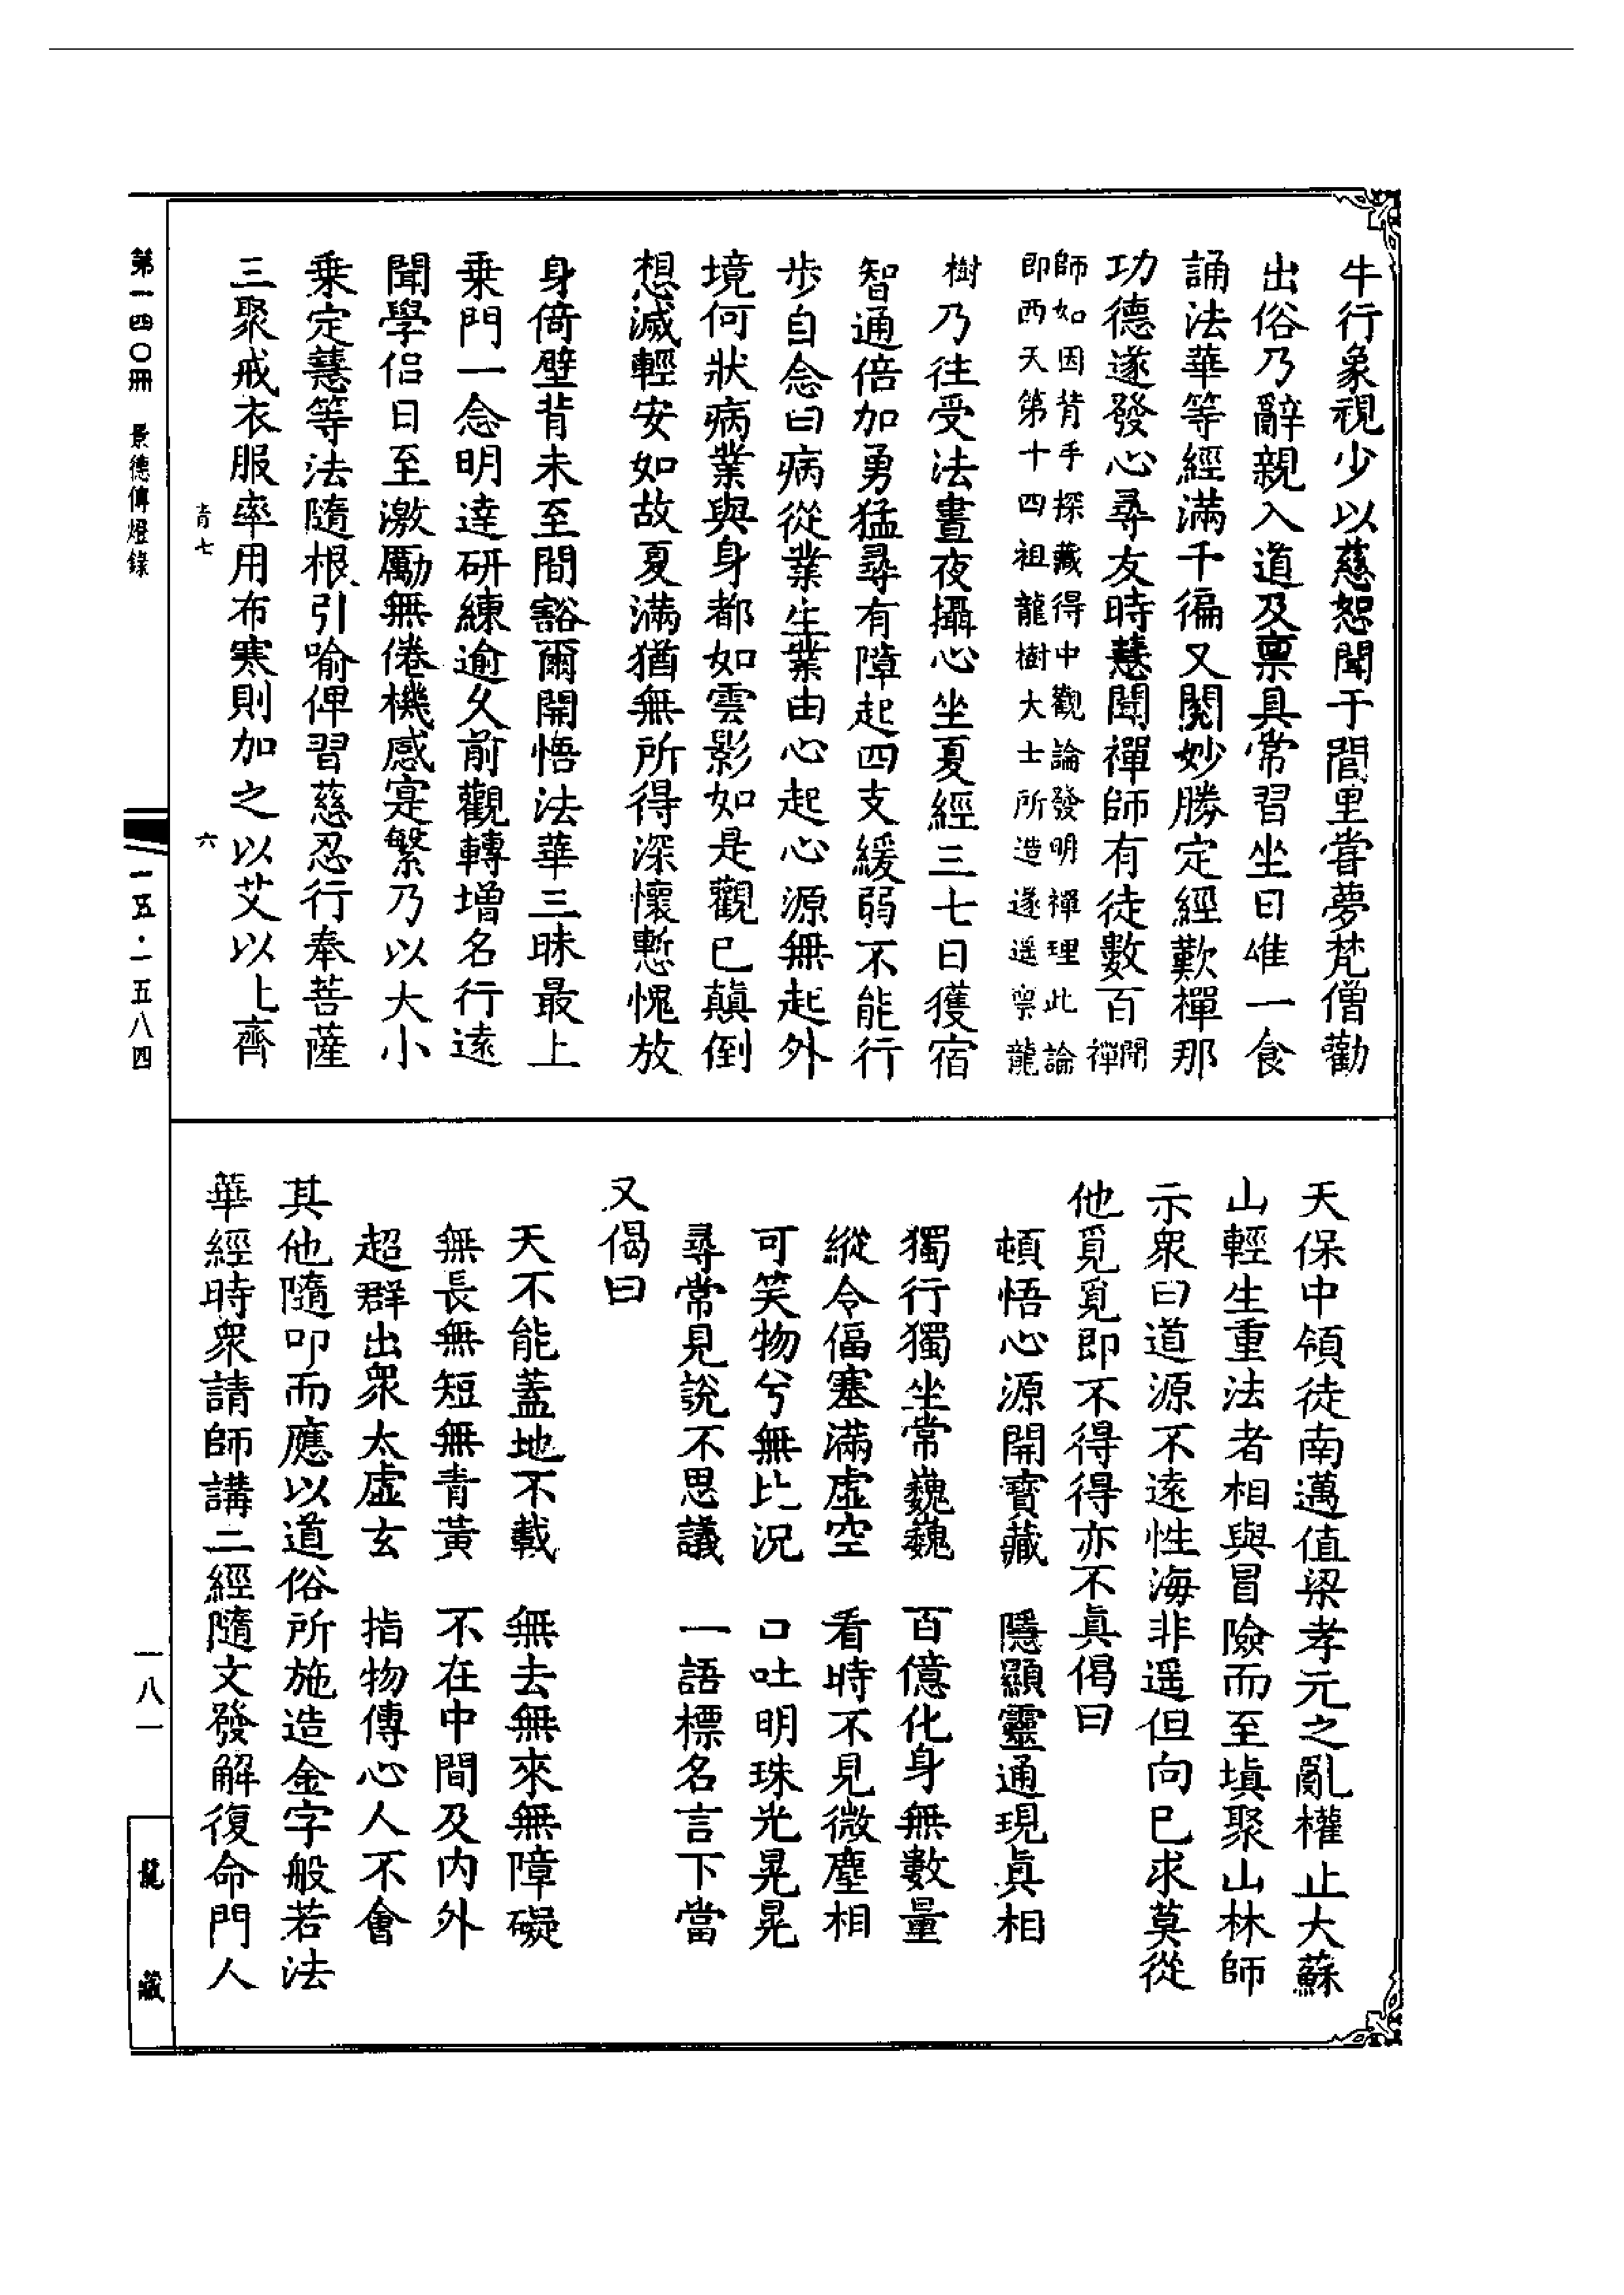 牛行象視少以慈恕聞于閭里嘗夢梵僧勸
出俗乃辭親入道及稟具常習坐日唯一食
誦法華等經滿千徧又閱妙勝定經歎禪那
功德遂發心尋友時慧聞禪師有徒數百聞禪
師如因背手探藏得中觀論發明禪理此論
即西天第十四祖龍樹大士所造遂遥禀龍
樹乃往受法晝夜攝心坐夏經三七日獲宿
智通倍加勇猛尋有障起四支緩弱不能行
歩自念曰病從業生業由心起心源無起外
境何狀病業與身都如雲影如是觀已顛倒
想滅輕安如故夏滿猶無所得深懷慙愧放
身倚壁背未至間豁爾開悟法華三昧最上
乗門一念明達研練逾久前觀轉增名行遠
聞學侣日至激勵無倦機感寔繁乃以大小
乗定慧等法隨根引喻俾習慈忍行奉菩薩
三聚戒衣服率用布寒則加之以艾以上齊
青七 六
天保中領徒南邁值梁孝元之亂權止大蘇
山輕生重法者相與冒險而至塡聚山林師
示衆曰道源不遠性海非遥但向已求莫從
他覓覓即不得得亦不眞偈曰
頓悟心源開寶藏 隱顯靈通現眞相
獨行獨坐常巍巍 百億化身無數量
縱令偪塞滿虛空 看時不見微塵相
可笑物兮無比況 口吐明珠光晃晃
尋常見說不思議 一語標名言下當
又偈曰
天不能蓋地不載 無去無來無障礙
無長無短無青黃 不在中間及内外
超群出衆太虛玄 指物傳心人不會
其他隨叩而應以道俗所施造金字般若法
華經時衆請師講二經隨文發解復命門人
第一四〇冊 景德傳燈錄
一五·一五八四
一八一
龍藏